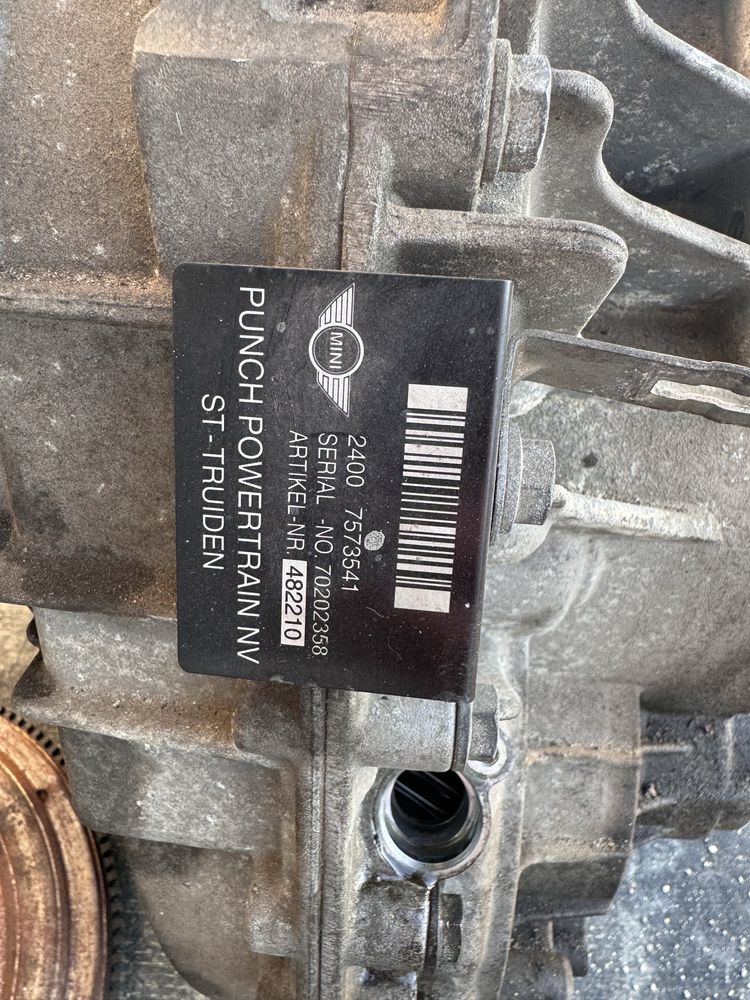 MINI
2400 7573541
SERIAL -NO. 70202358
ARTIKEL-NR. 482210
PUNCH POWERTRAIN NV
ST-TRUIDEN